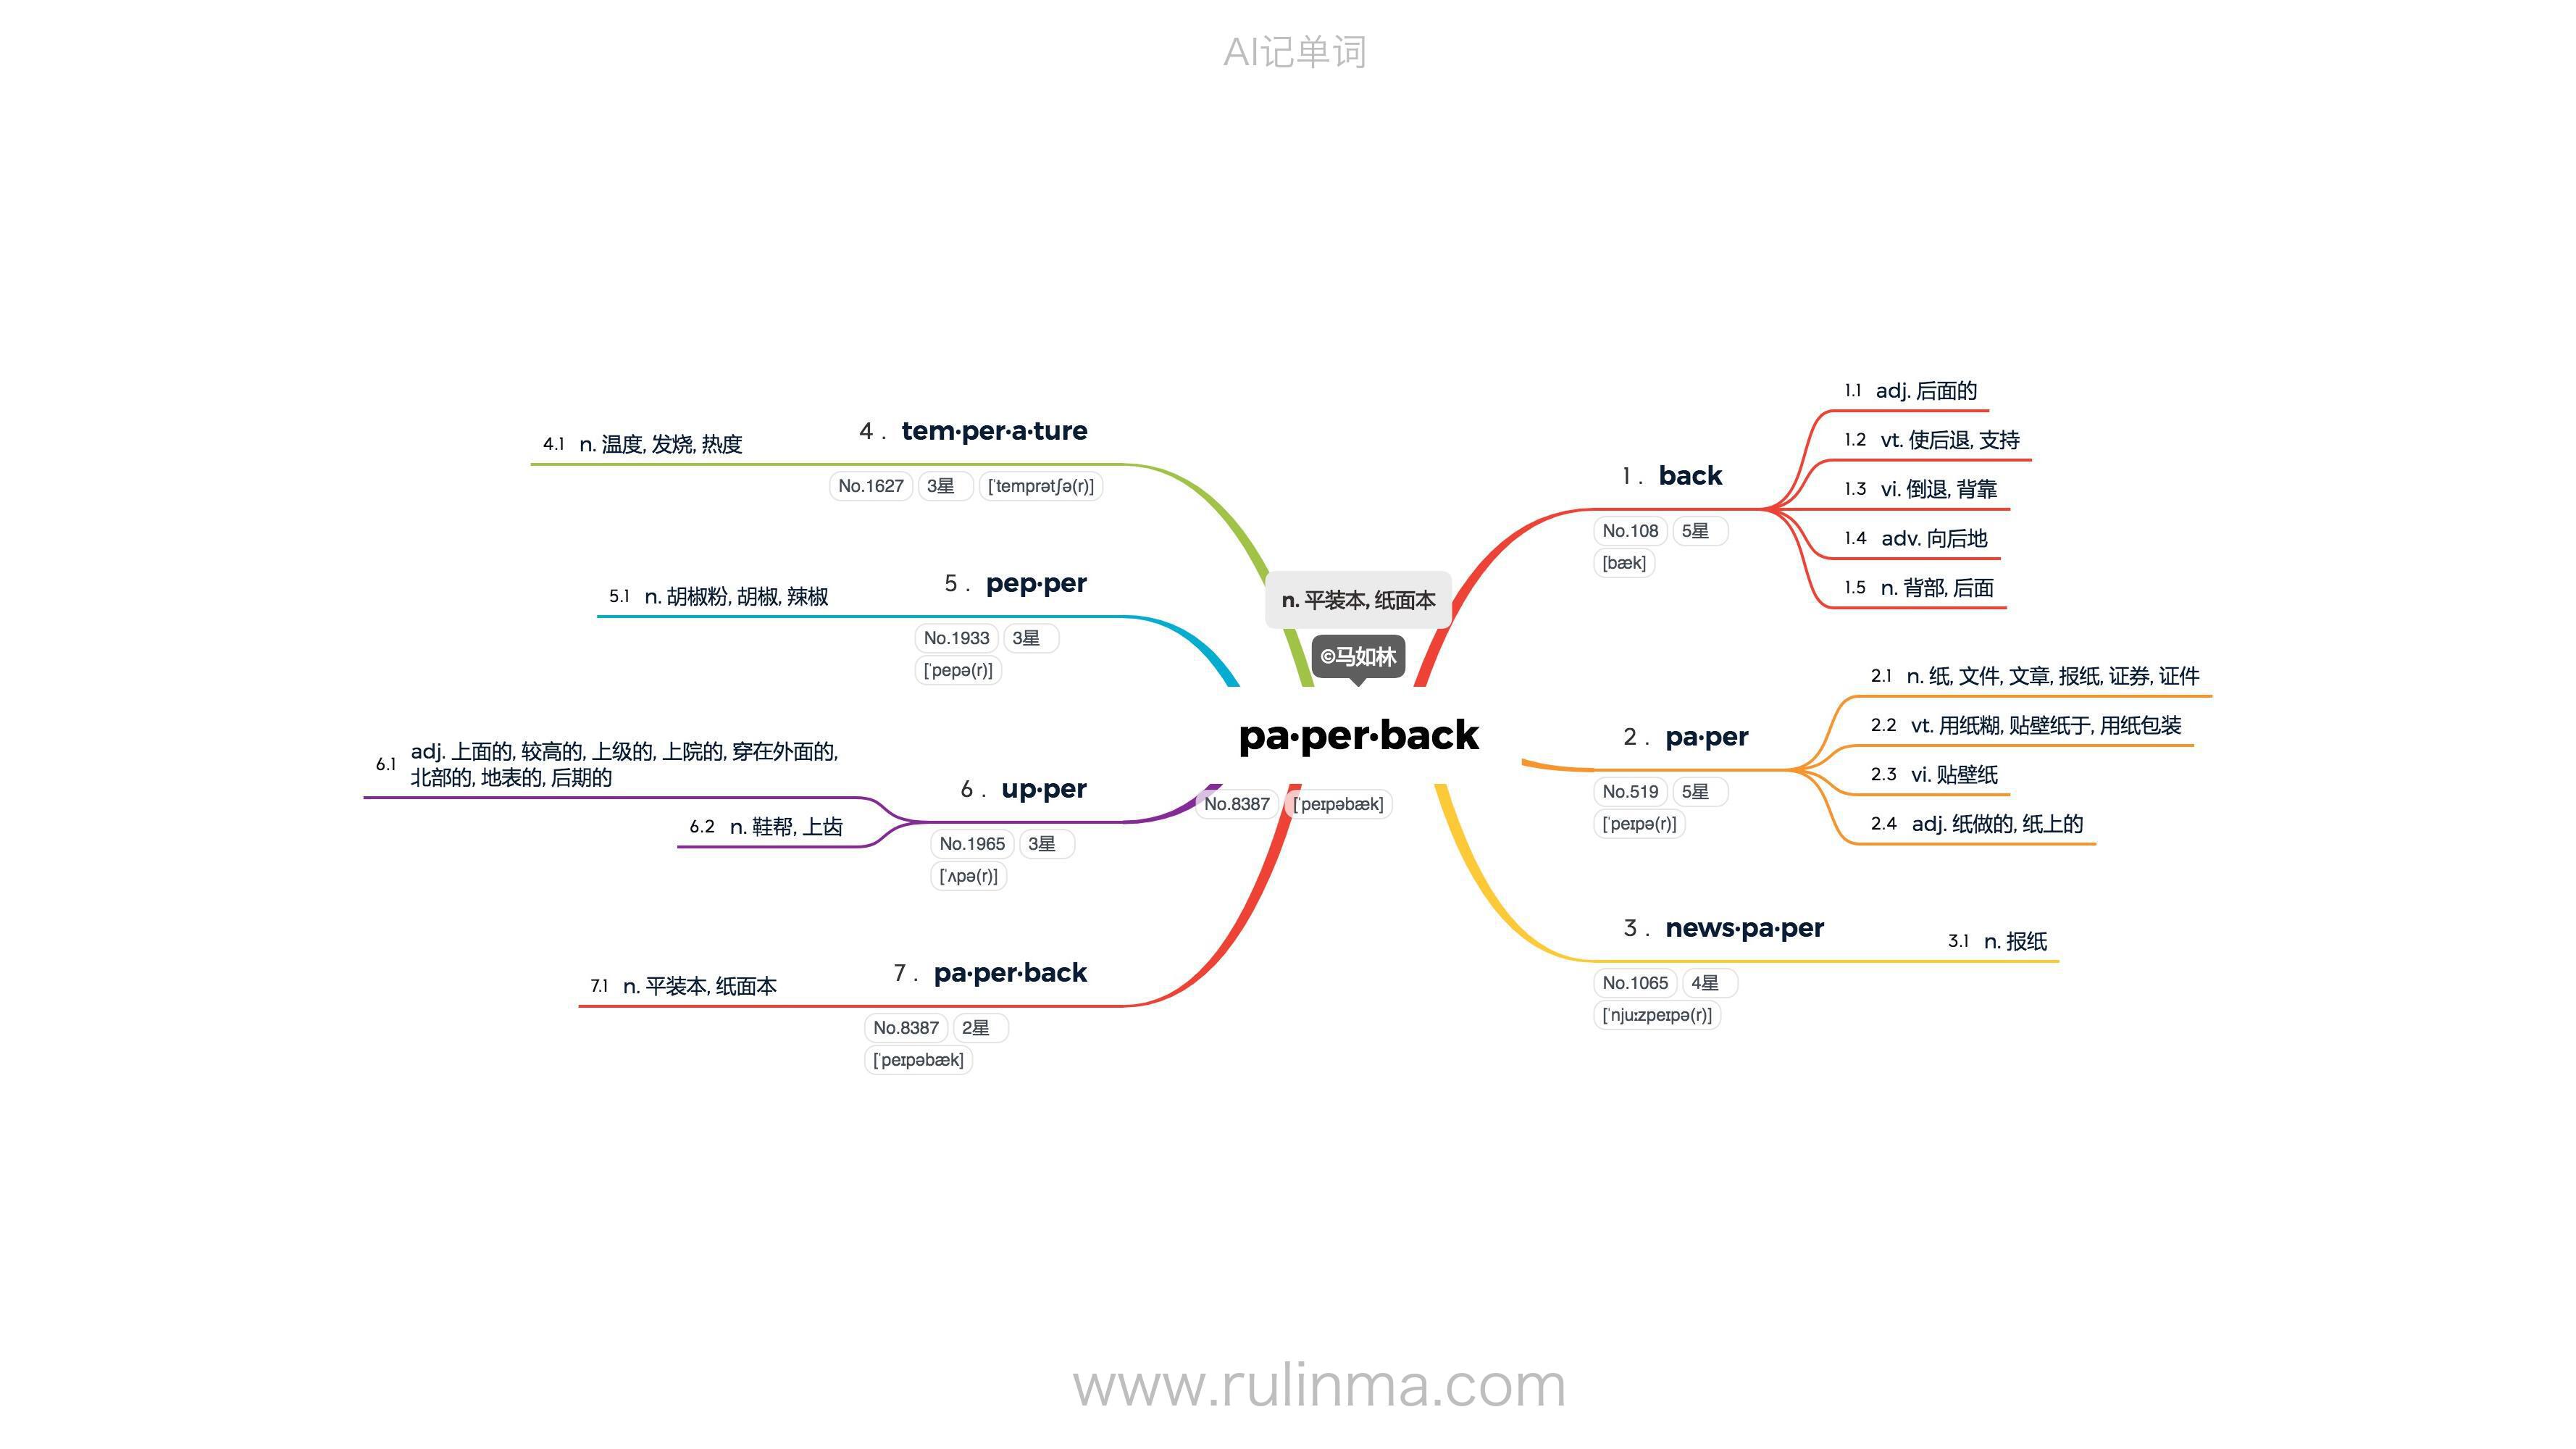 AI记单词
n. 平装本, 纸面本
©马如林
pa·per·back
No.8387 [ˈpeɪpəbæk]
1 . back
No.108 5星
[bæk]
1.1 adj. 后面的
1.2 vt. 使后退, 支持
1.3 vi. 倒退, 背靠
1.4 adv. 向后地
1.5 n. 背部, 后面
2 . pa·per
No.519 5星
[ˈpeɪpə(r)]
2.1 n. 纸, 文件, 文章, 报纸, 证券, 证件
2.2 vt. 用纸糊, 贴壁纸于, 用纸包装
2.3 vi. 贴壁纸
2.4 adj. 纸做的, 纸上的
3 . news·pa·per
No.1065 4星
[ˈnjuːzpeɪpə(r)]
3.1 n. 报纸
4 . tem·per·a·ture
No.1627 3星 [ˈtemprətʃə(r)]
4.1 n. 温度, 发烧, 热度
5 . pep·per
No.1933 3星
[ˈpepə(r)]
5.1 n. 胡椒粉, 胡椒, 辣椒
6 . up·per
No.1965 3星
[ˈʌpə(r)]
6.1 adj. 上面的, 较高的, 上级的, 上院的, 穿在外面的,
北部的, 地表的, 后期的
6.2 n. 鞋帮, 上齿
7 . pa·per·back
No.8387 2星
[ˈpeɪpəbæk]
7.1 n. 平装本, 纸面本
www.rulinma.com